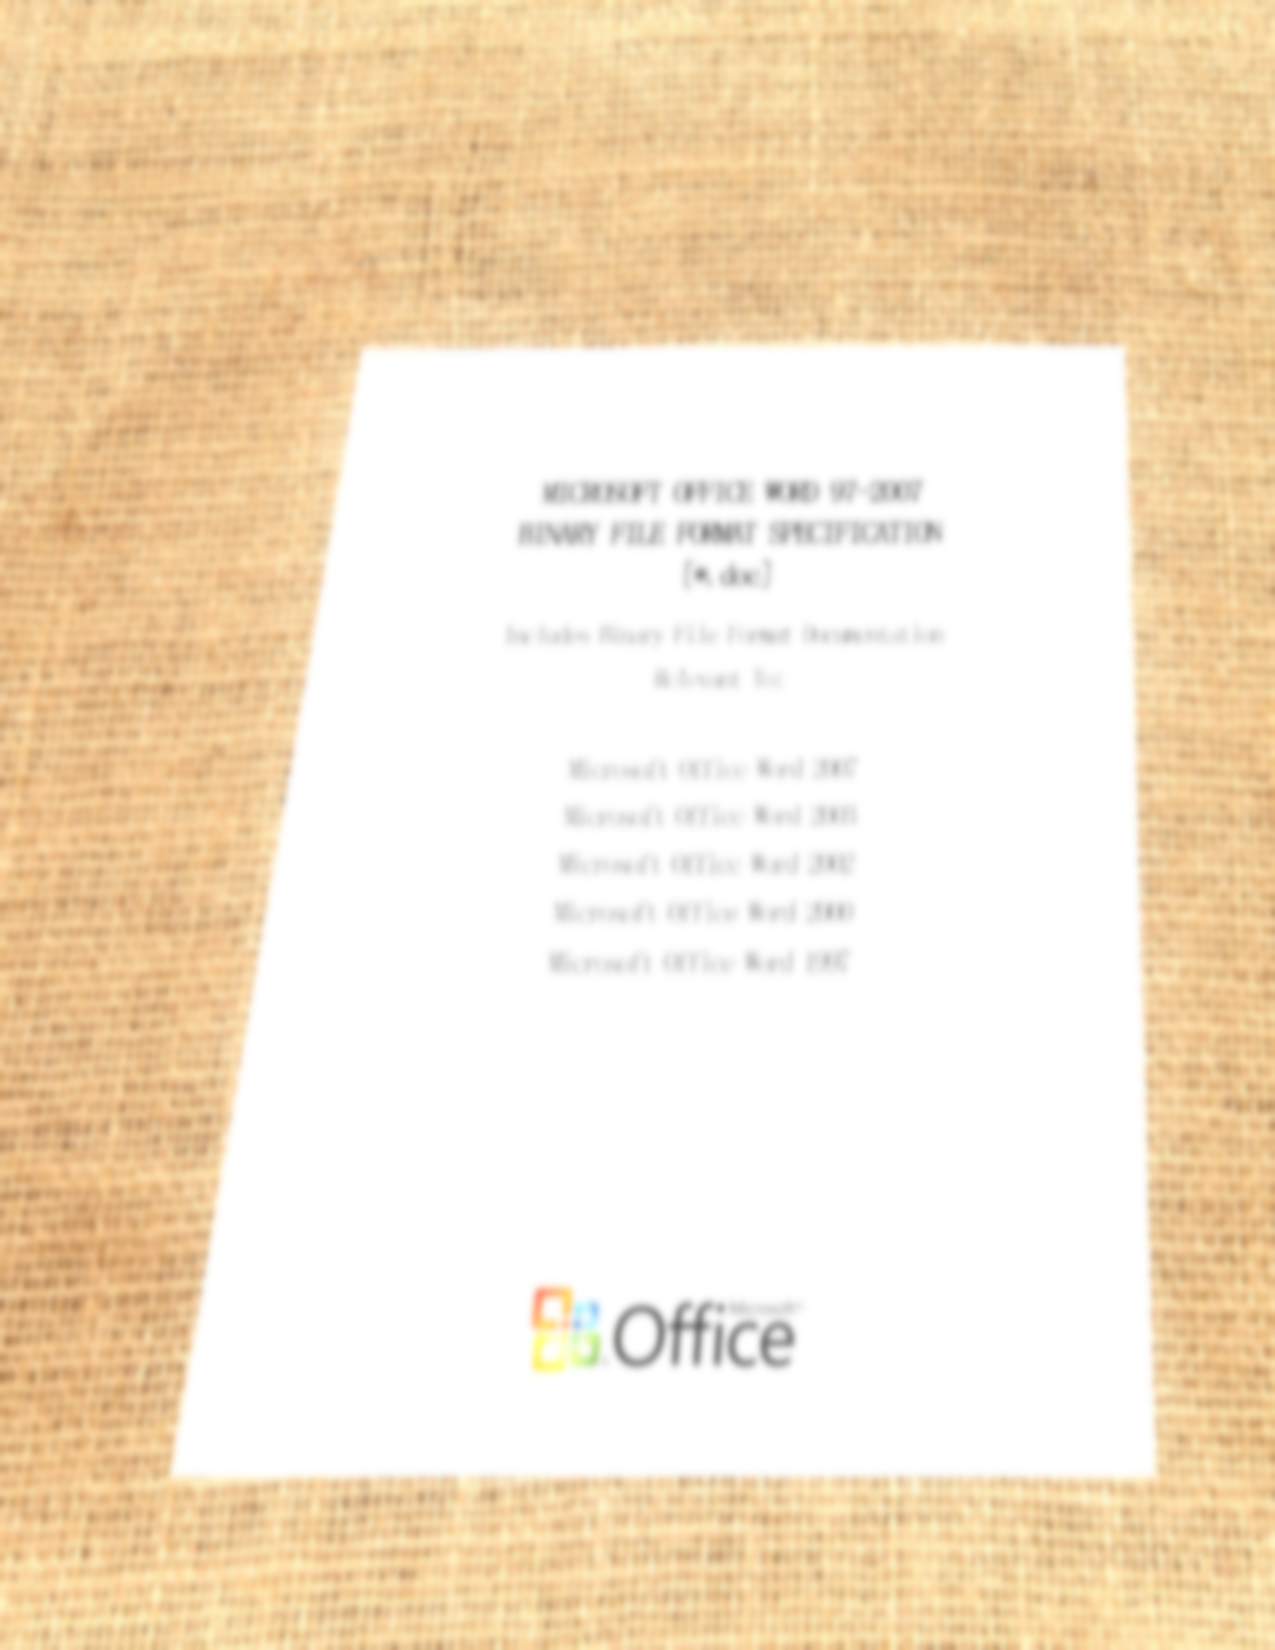 MICROSOFT OFFICE WORD 97-2007
BINARY FILE FORMAT SPECIFICATION
[*.doc]
Includes Binary File Format Documentation
Relevant To:
Microsoft Office Word 2007
Microsoft Office Word 2003
Microsoft Office Word 2002
Microsoft Office Word 2000
Microsoft Office Word 1997
Microsoft
Office